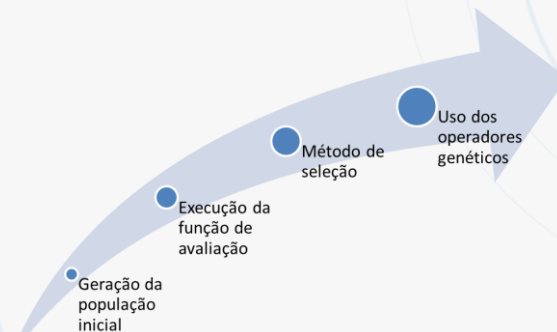 Uso dos
operadores
genéticos
Método de
seleção
Execução da
função de
avaliação
Geração da
população
inicial